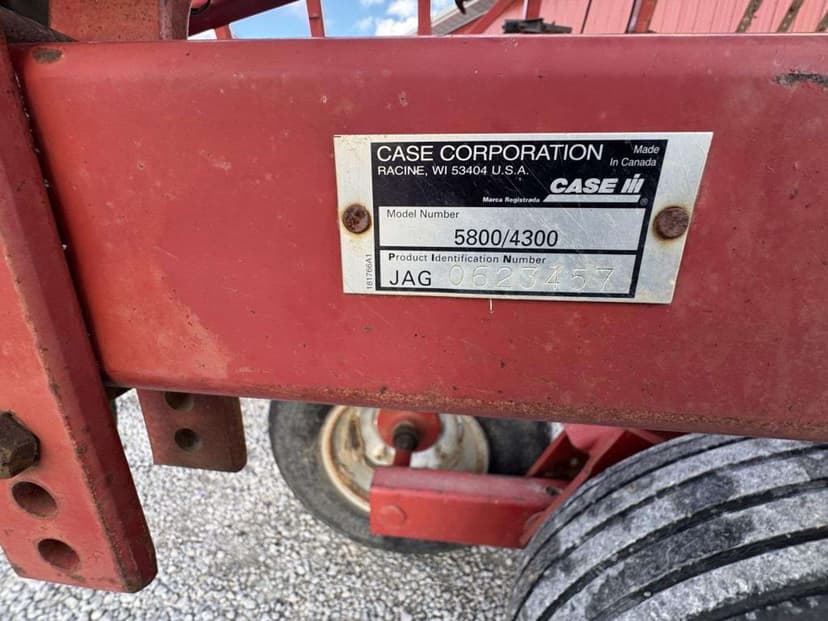 CASE CORPORATION
Made
In Canada
RACINE, WI 53404 U.S.A.
CASE IH
Marca Registrada ®
Model Number
5800/4300
Product Identification Number
JAG 0623457
181766A1